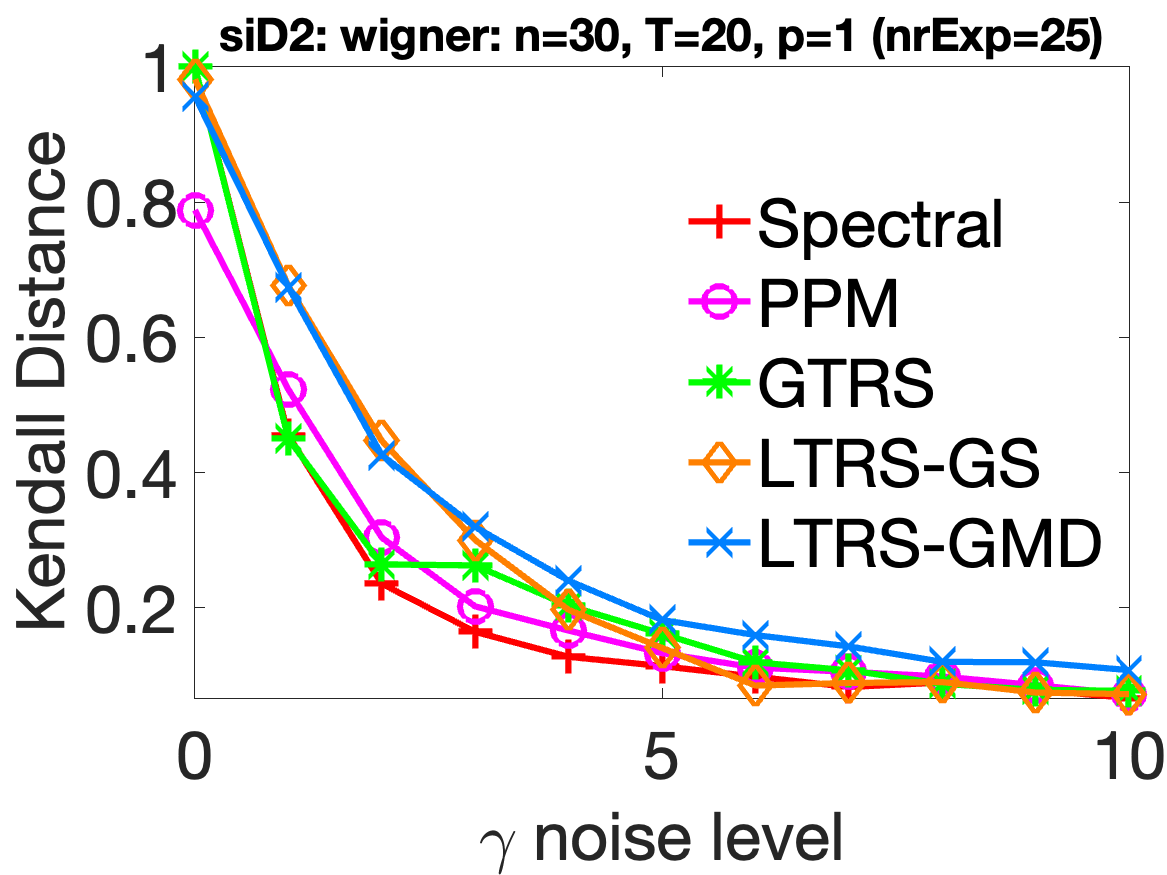 siD2: wigner: n=30, T=20, p=1 (nrExp=25)
Kendall Distance
1
0.8
0.6
0.4
0.2
Spectral
PPM
GTRS
LTRS-GS
LTRS-GMD
0 5 10
γ noise level